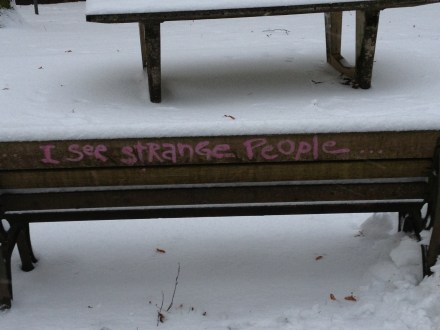 ... I see strange people ...